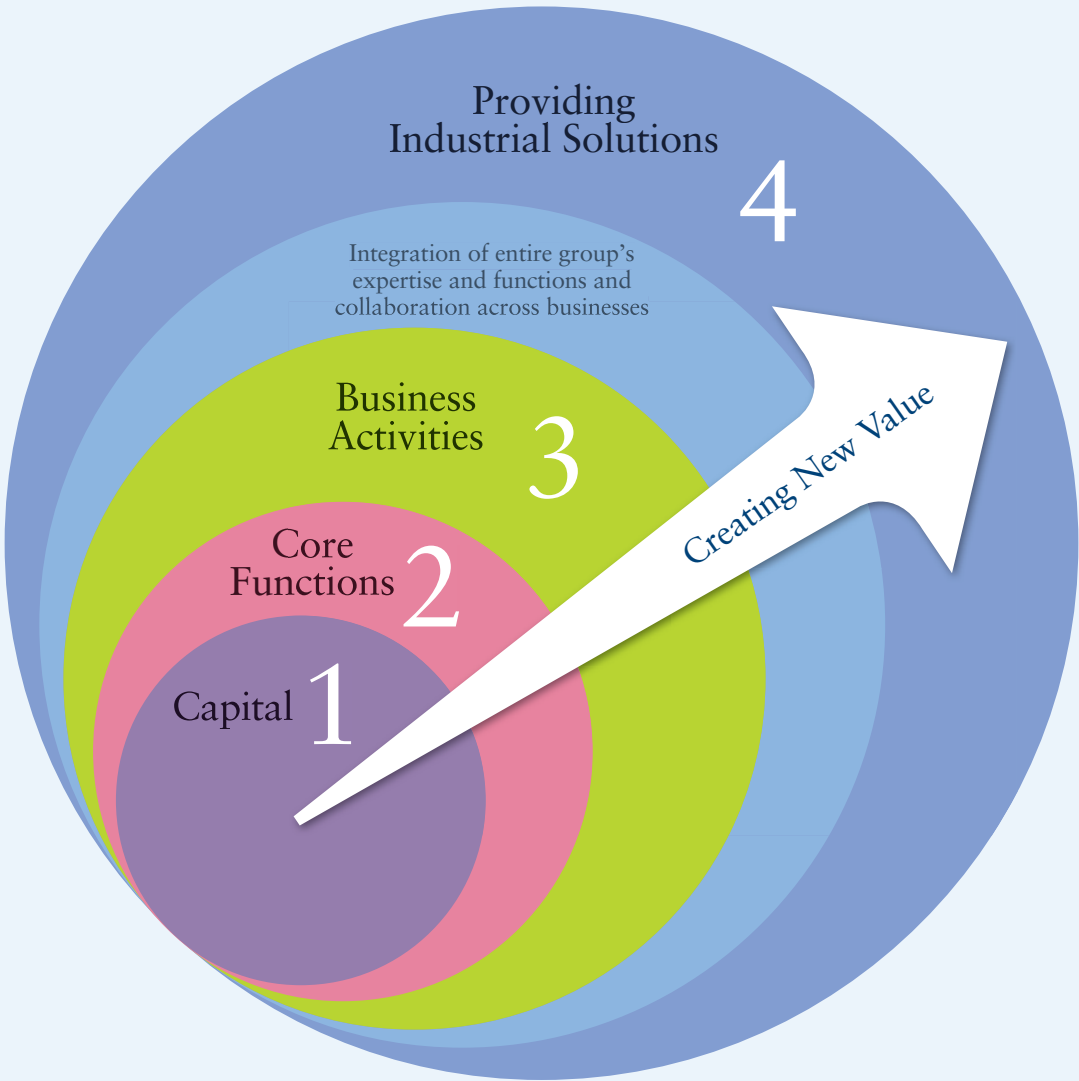 Providing
Industrial Solutions
4
Integration of entire group’s
expertise and functions and
collaboration across businesses
Business
Activities
3
Creating New Value
Core
Functions
2
Capital
1